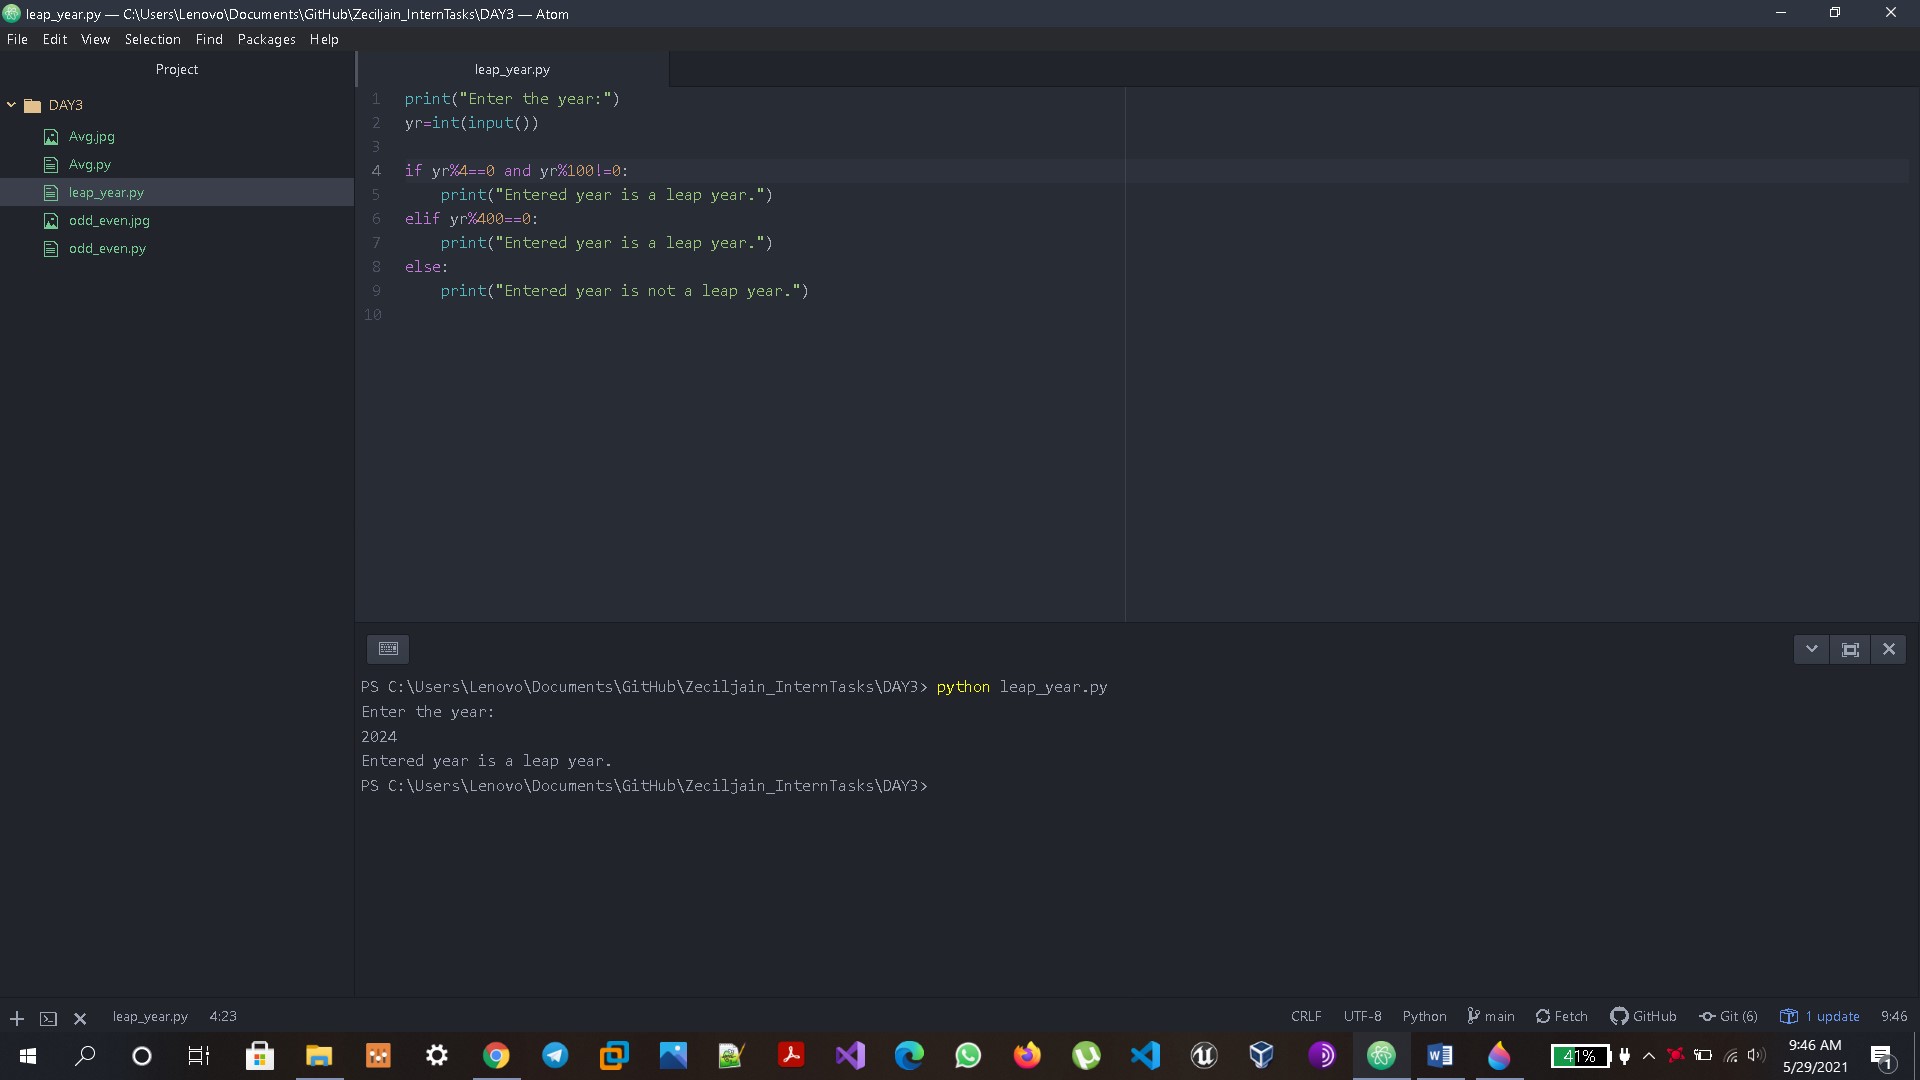 leap_year.py — C:\Users\Lenovo\Documents\GitHub\Zeciljain_InternTasks\DAY3 — Atom
File Edit View Selection Find Packages Help
Project
DAY3
Avg.jpg
Avg.py
leap_year.py
odd_even.jpg
odd_even.py
leap_year.py
1 print("Enter the year:")
2 yr=int(input())
3
4 if yr%4==0 and yr%100!=0:
5     print("Entered year is a leap year.")
6 elif yr%400==0:
7     print("Entered year is a leap year.")
8 else:
9     print("Entered year is not a leap year.")
10
PS C:\Users\Lenovo\Documents\GitHub\Zeciljain_InternTasks\DAY3> python leap_year.py
Enter the year:
2024
Entered year is a leap year.
PS C:\Users\Lenovo\Documents\GitHub\Zeciljain_InternTasks\DAY3>
leap_year.py 4:23 CRLF UTF-8 Python main Fetch GitHub Git (6) 1 update 9:46
41% 9:46 AM
5/29/2021
1